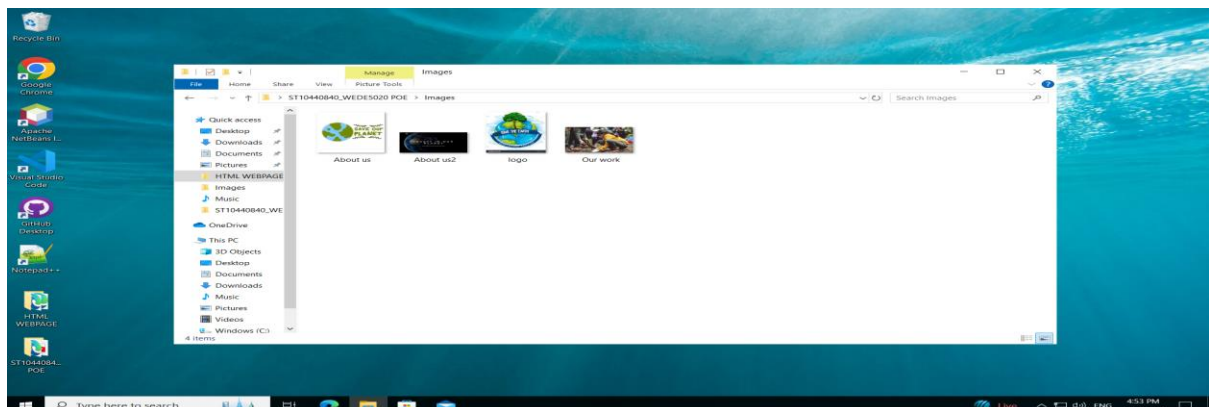 Recycle Bin
Google
Chrome
Apache
NetBeans I...
Visual Studio
Code
GitHub
Desktop
Notepad++
HTML
WEBPAGE
ST1044084...
POE
Manage
Images
File
Home
Share
View
Picture Tools
ST10440840_WEDE5020 POE > Images
Search Images
Quick access
Desktop
Downloads
Documents
Pictures
HTML WEBPAGE
Images
Music
ST10440840_WE
OneDrive
This PC
3D Objects
Desktop
Documents
Downloads
Music
Pictures
Videos
Windows (C:)
4 items
SAVE OUR
PLANET
About us
About us2
logo
Our work
Type here to search
ENG
4:53 PM